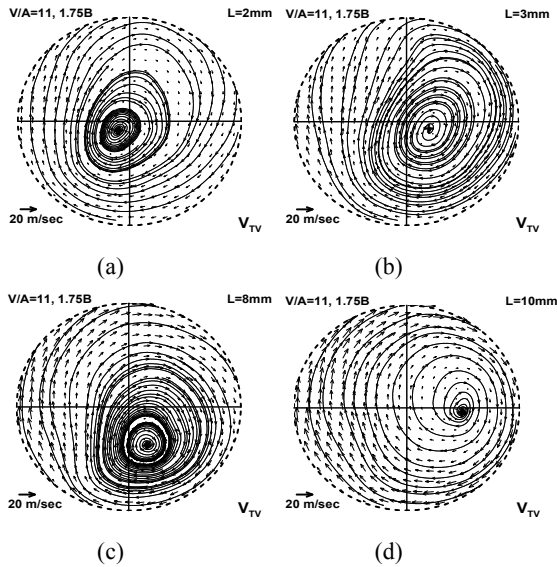 V/A=11, 1.75B L=2mm
20 m/sec
V_TV
(a)
V/A=11, 1.75B L=3mm
20 m/sec
V_TV
(b)
V/A=11, 1.75B L=8mm
20 m/sec
V_TV
(c)
V/A=11, 1.75B L=10mm
20 m/sec
V_TV
(d)